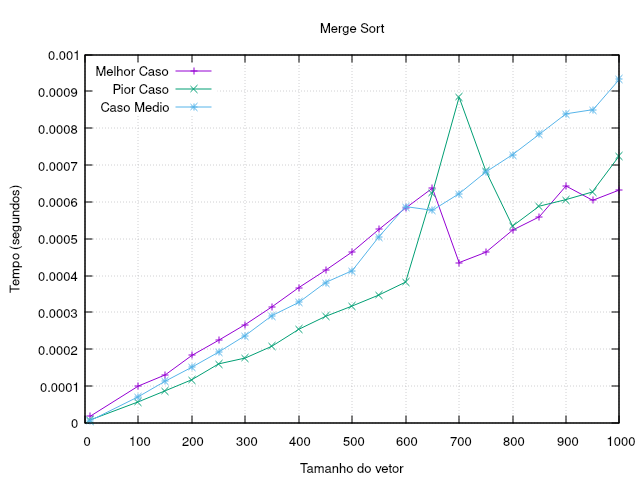 Merge Sort
0.001
0.0009
0.0008
0.0007
0.0006
0.0005
0.0004
0.0003
0.0002
0.0001
0
Tempo (segundos)
Melhor Caso
Pior Caso
Caso Medio
0 100 200 300 400 500 600 700 800 900 1000
Tamanho do vetor